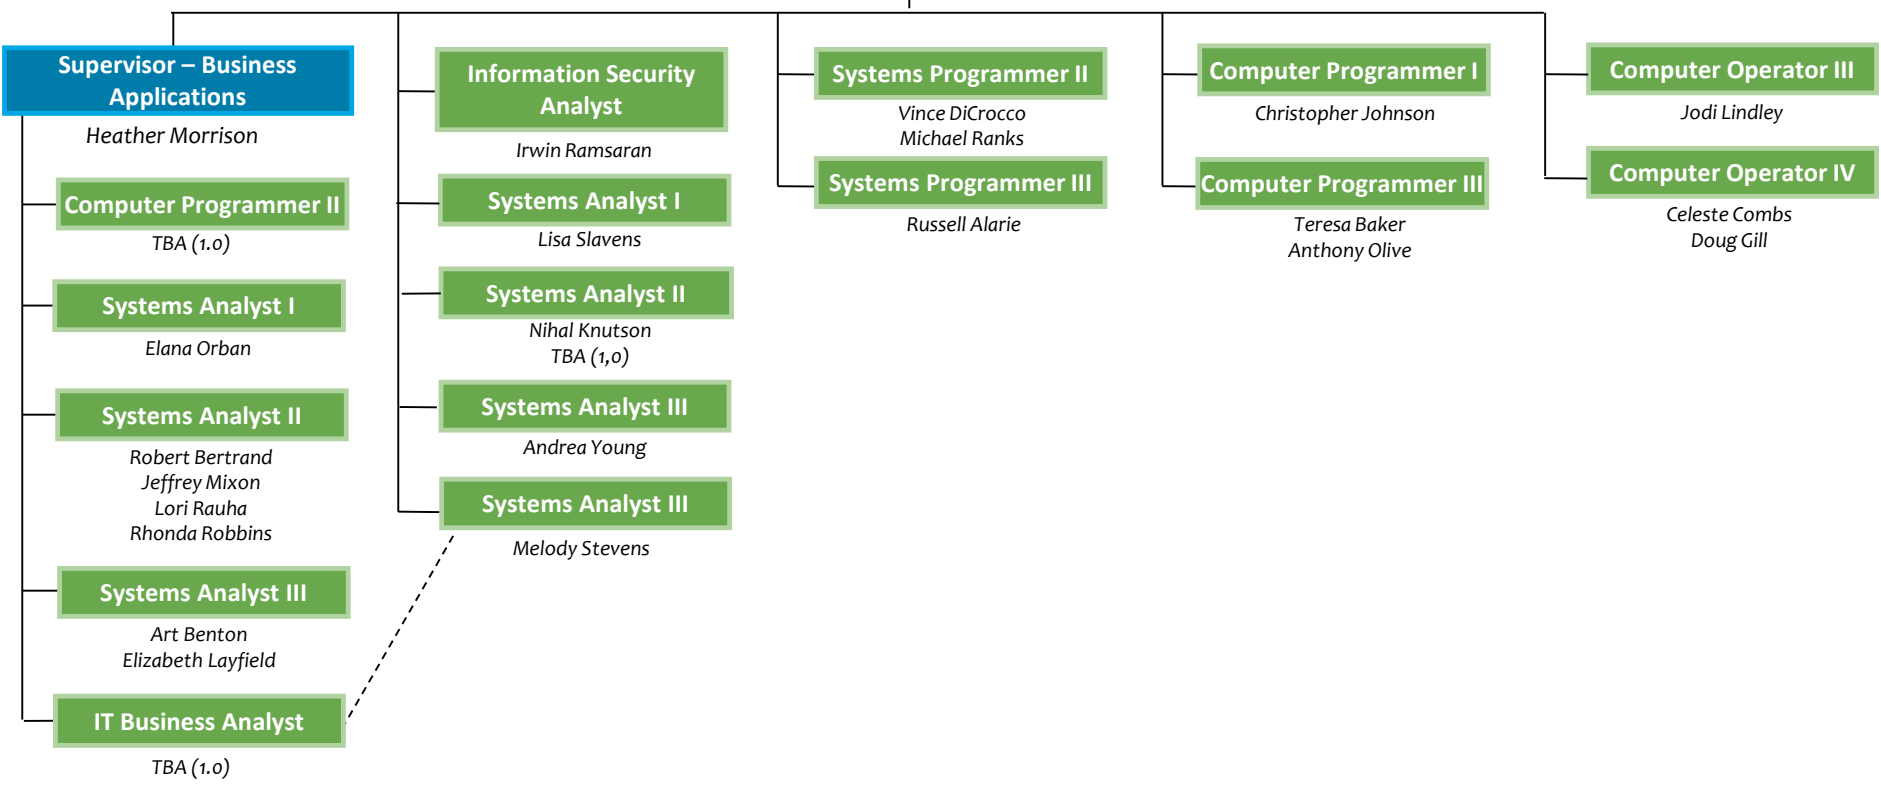 Supervisor – Business
Applications
Heather Morrison
Computer Programmer II
TBA (1.0)
Systems Analyst I
Elana Orban
Systems Analyst II
Robert Bertrand
Jeffrey Mixon
Lori Rauha
Rhonda Robbins
Systems Analyst III
Art Benton
Elizabeth Layfield
IT Business Analyst
TBA (1.0)
Information Security
Analyst
Irwin Ramsaran
Systems Analyst I
Lisa Slavens
Systems Analyst II
Nihal Knutson
TBA (1,0)
Systems Analyst III
Andrea Young
Systems Analyst III
Melody Stevens
Systems Programmer II
Vince DiCrocco
Michael Ranks
Systems Programmer III
Russell Alarie
Computer Programmer I
Christopher Johnson
Computer Programmer III
Teresa Baker
Anthony Olive
Computer Operator III
Jodi Lindley
Computer Operator IV
Celeste Combs
Doug Gill